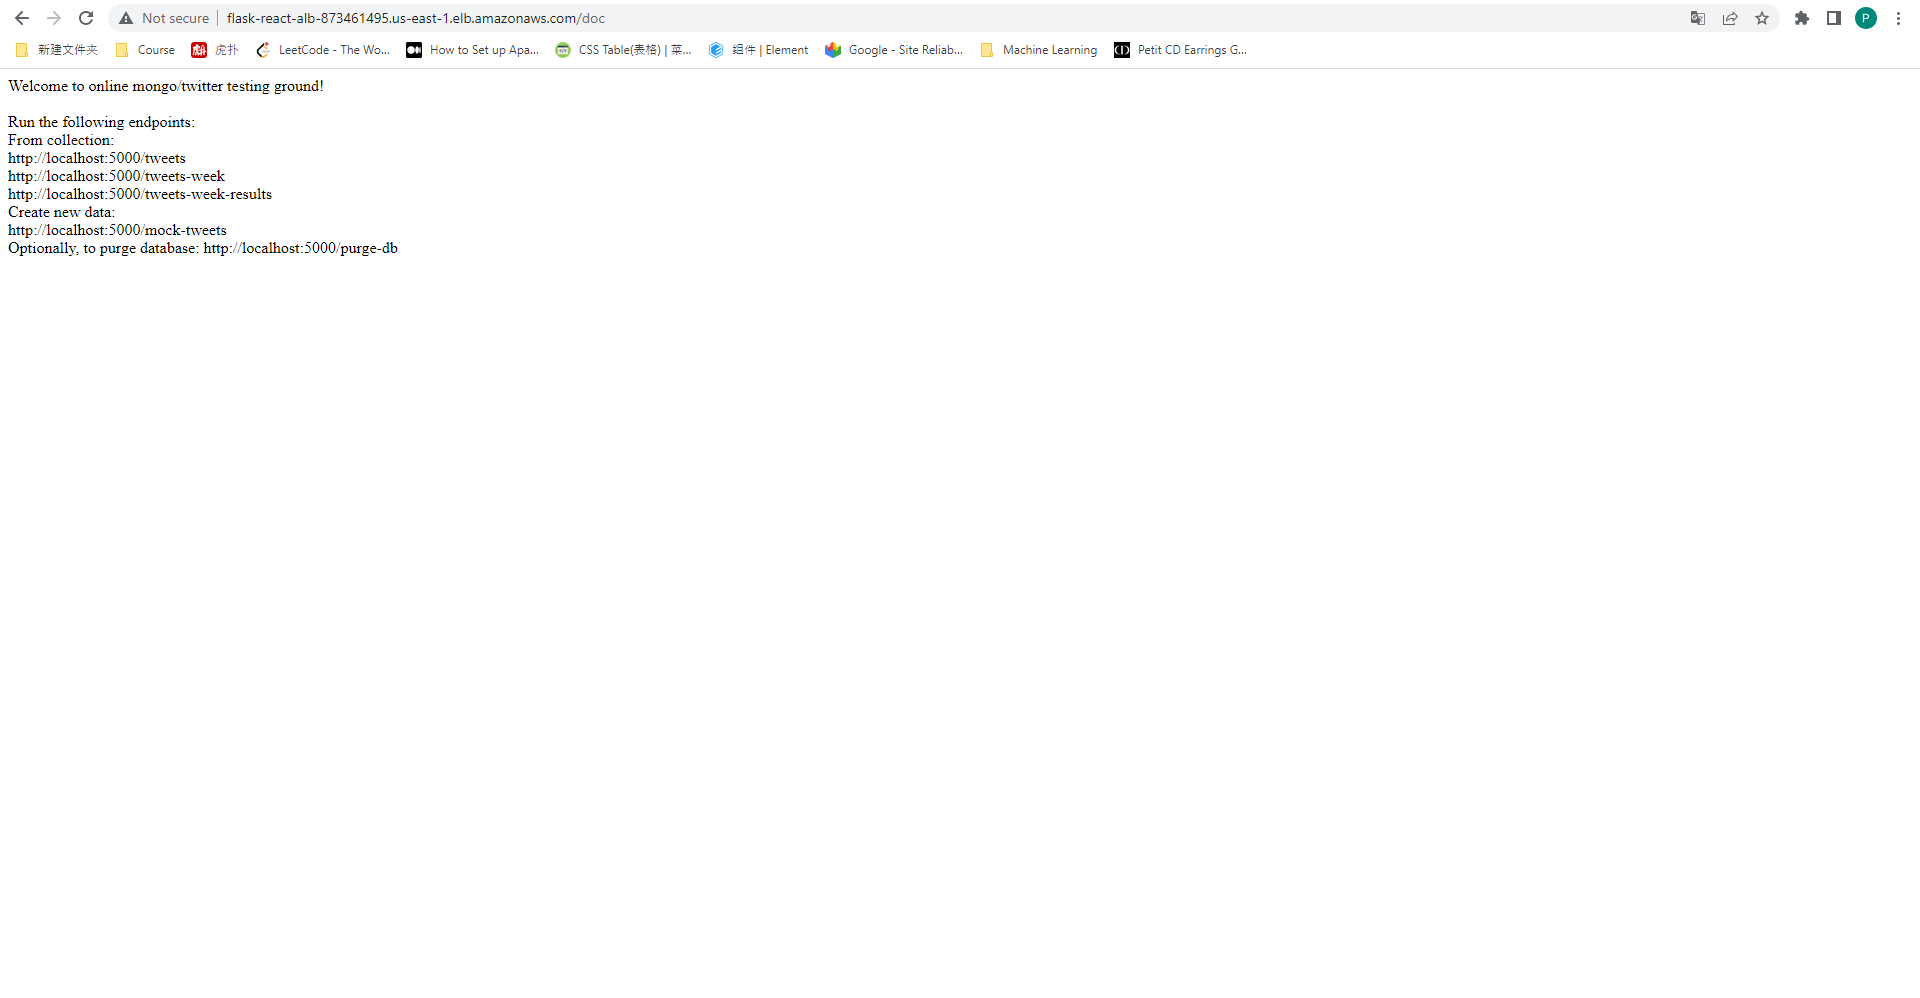 Not secure flask-react-alb-873461495.us-east-1.elb.amazonaws.com/doc P
新建文件夹 Course 虎扑 LeetCode - The Wo... How to Set up Apa... CSS Table(表格) | 菜... 组件 | Element Google - Site Reliab... Machine Learning Petit CD Earrings G...
Welcome to online mongo/twitter testing ground!
Run the following endpoints:
From collection:
http://localhost:5000/tweets
http://localhost:5000/tweets-week
http://localhost:5000/tweets-week-results
Create new data:
http://localhost:5000/mock-tweets
Optionally, to purge database: http://localhost:5000/purge-db